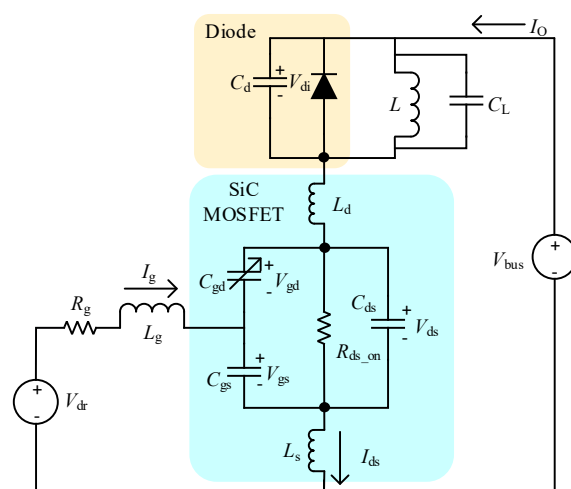 Diode
I_O
C_d
+
-
V_di
L
C_L
SiC
MOSFET
L_d
V_bus
+
-
I_g
C_gd
+
-
V_gd
C_ds
+
-
V_ds
R_g
L_g
R_ds_on
C_gs
+
-
V_gs
V_dr
+
-
L_s
I_ds